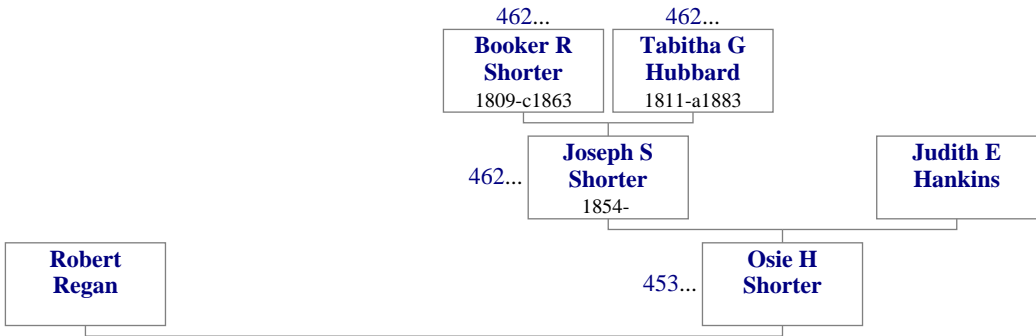 462...
462...
Booker R
Shorter
1809-c1863
Tabitha G
Hubbard
1811-a1883
462...
Joseph S
Shorter
1854-
Judith E
Hankins
Robert
Regan
453...
Osie H
Shorter